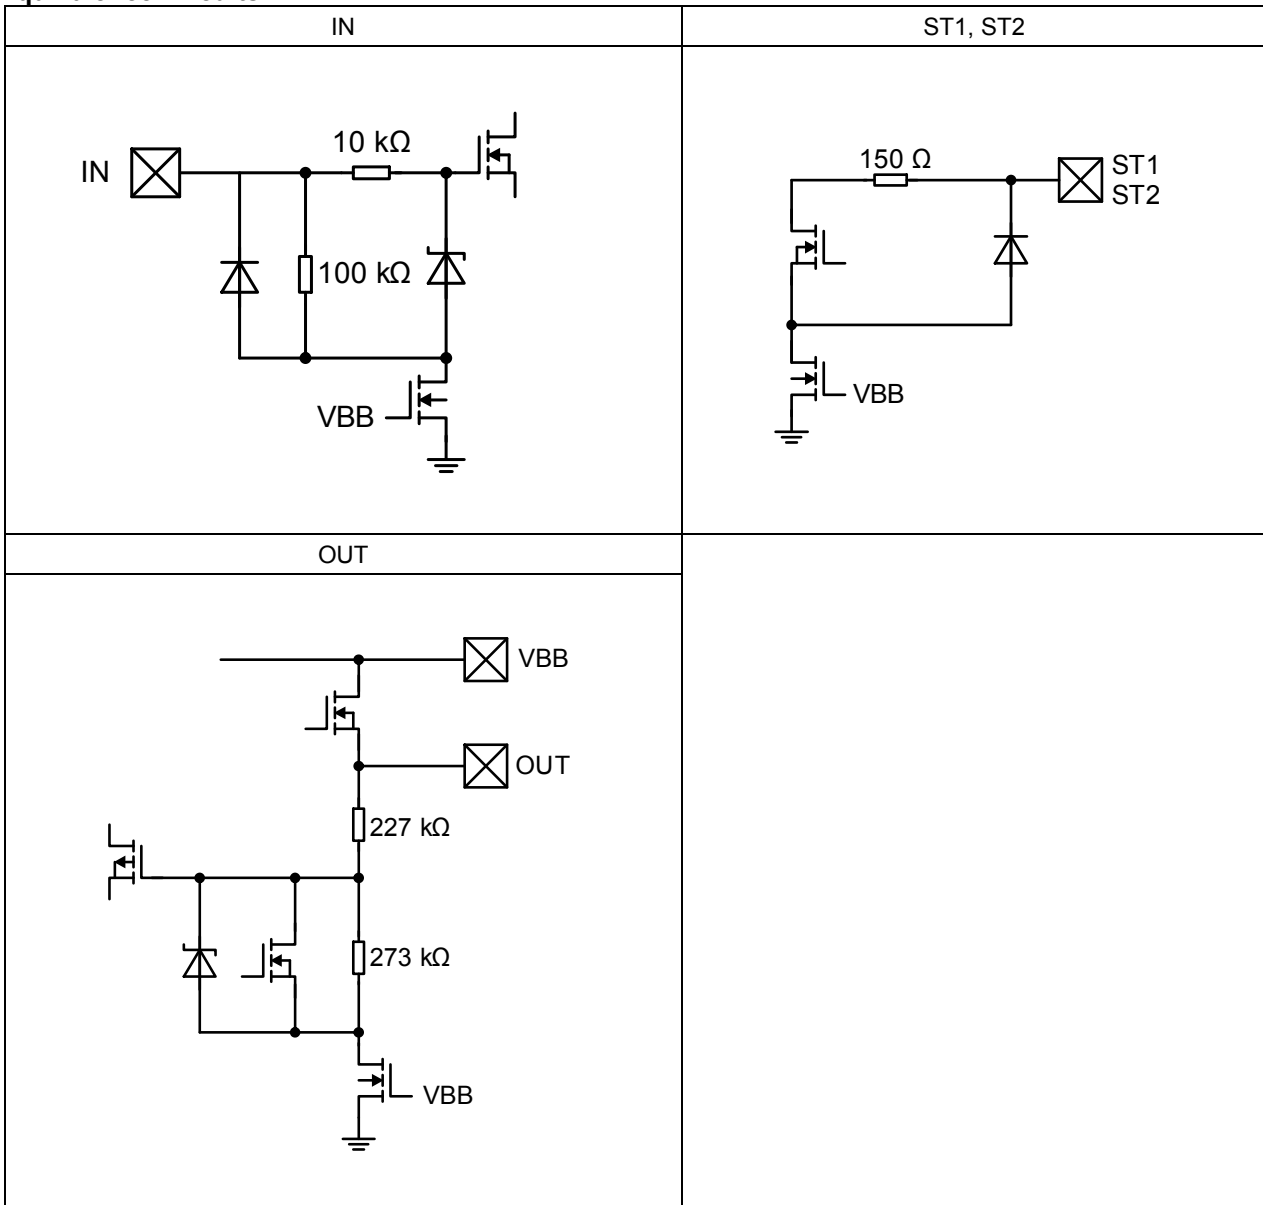 IN
ST1, ST2
10 kΩ
IN
100 kΩ
VBB
150 Ω
ST1
ST2
VBB
OUT
VBB
OUT
227 kΩ
273 kΩ
VBB